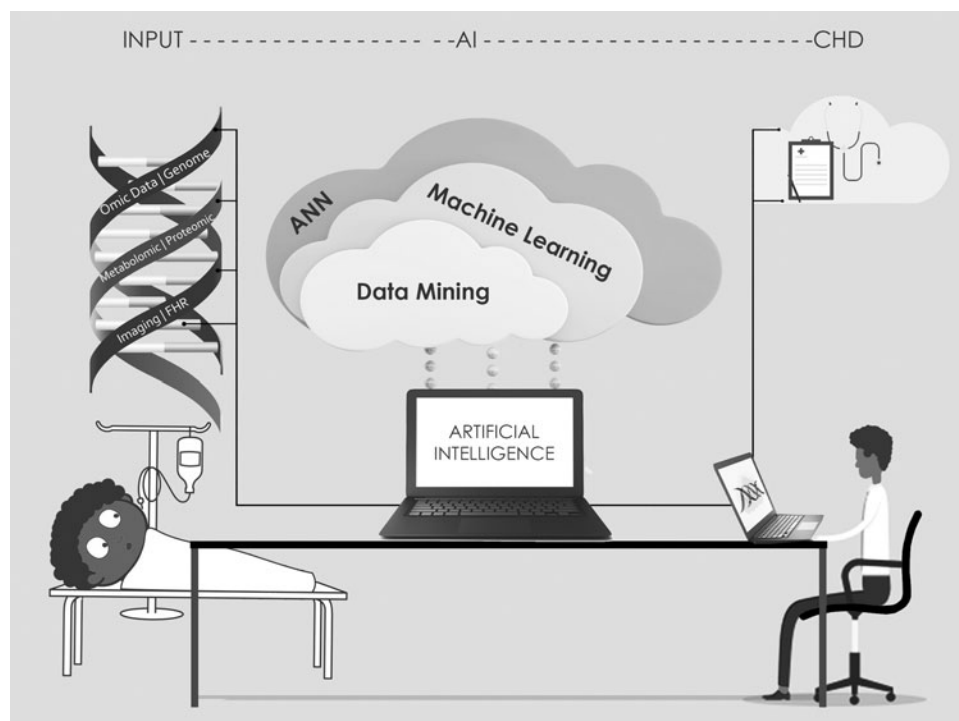 INPUT - - - - - - - - - - - - - - - - - - - - AI - - - - - - - - - - - - - - - - - - - - - - - - -CHD
Omic Data | Genome
Metabolomic | Proteomic
Imaging | FHR
ANN
Machine Learning
Data Mining
ARTIFICIAL
INTELLIGENCE